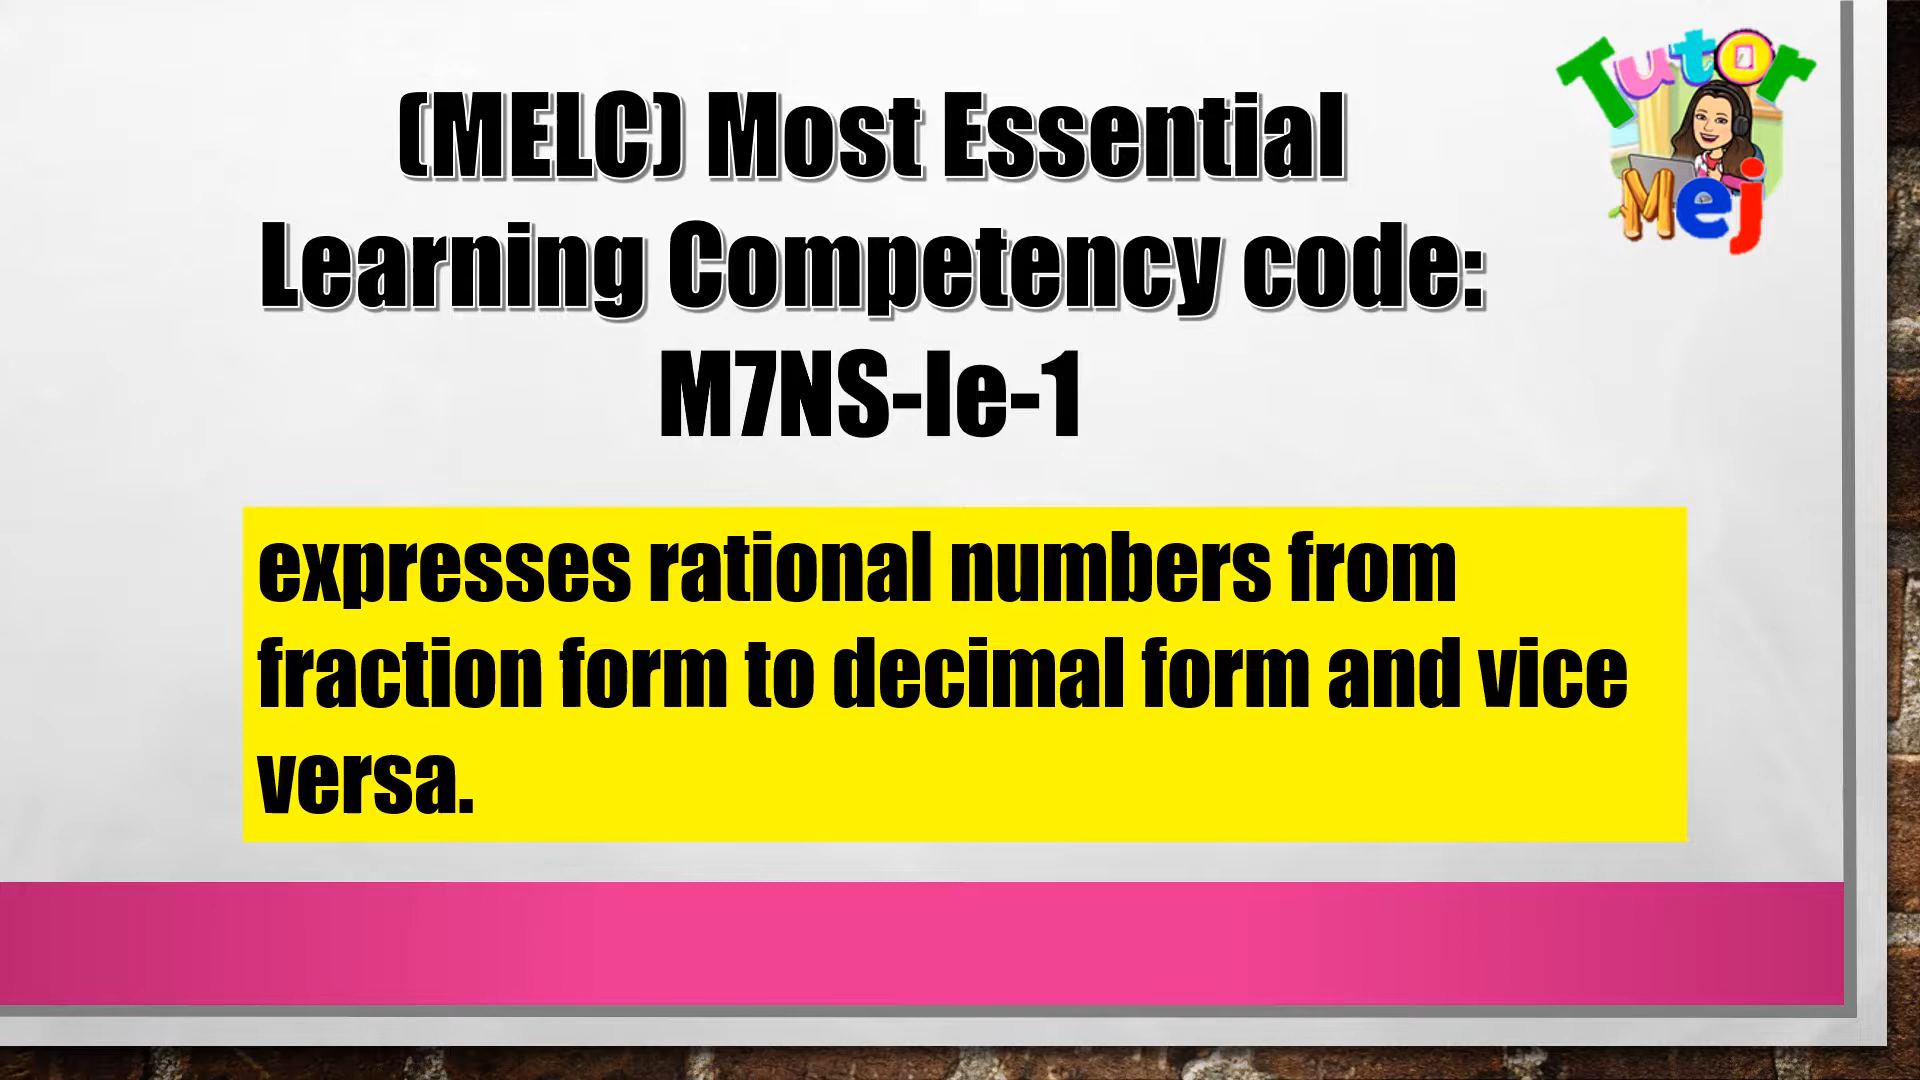 (MELC) Most Essential
Learning Competency code:
M7NS-Ie-1
expresses rational numbers from
fraction form to decimal form and vice
versa.
Tutor
Mej